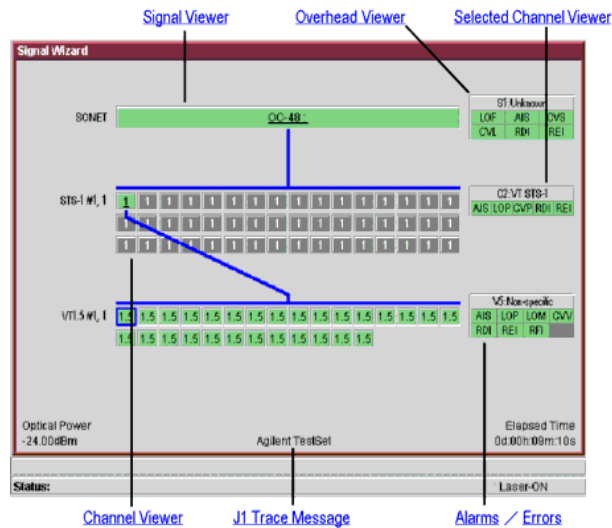 Signal Viewer
Overhead Viewer
Selected Channel Viewer
Signal Wizard
S1:Unknown
SONET
OC-48 :
LOF AIS CVS
CVL RDI REI
STS-1 #1, 1
1 1 1 1 1 1 1 1 1 1 1 1 1 1 1 1
C2:VT STS-1
AIS LOP CVP RDI REI
1 1 1 1 1 1 1 1 1 1 1 1 1 1 1 1
1 1 1 1 1 1 1 1 1 1 1 1 1 1 1 1
V5:Non-specific
VT1.5 #1, 1
1.5 1.5 1.5 1.5 1.5 1.5 1.5 1.5 1.5 1.5 1.5 1.5 1.5 1.5 1.5 1.5
AIS LOP LOM CVV
RDI REI RFI
1.5 1.5 1.5 1.5 1.5 1.5 1.5 1.5 1.5 1.5 1.5 1.5
Optical Power
Elapsed Time
-24.00dBm
Agilent TestSet
0d:00h:09m:10s
Status:
Laser-ON
Channel Viewer
J1 Trace Message
Alarms / Errors